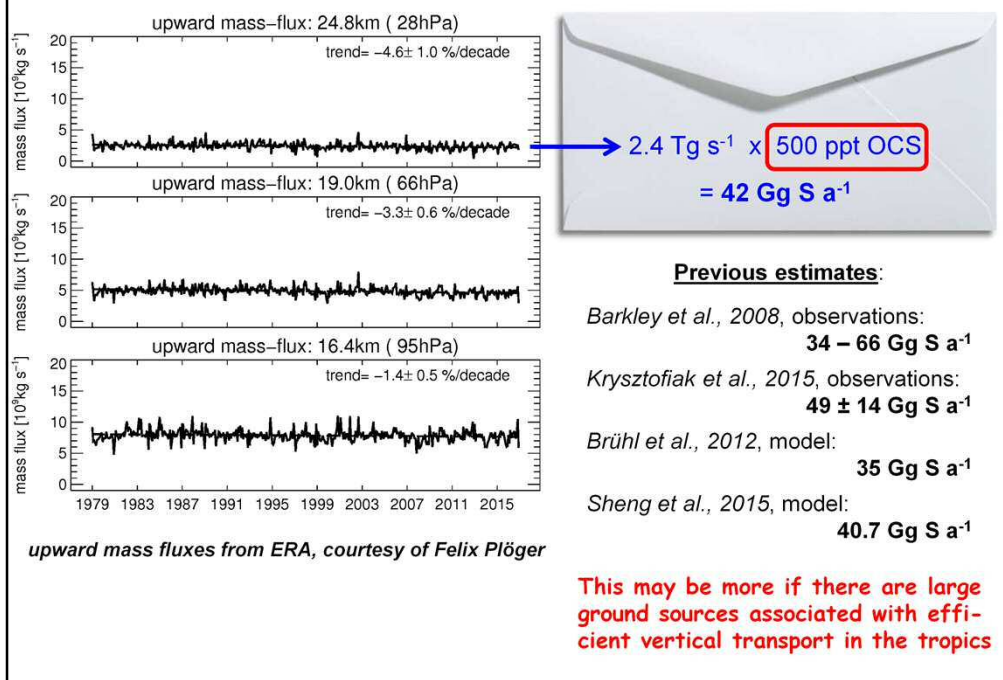 upward mass−flux: 24.8km ( 28hPa)
trend= −4.6± 1.0 %/decade
mass flux [10⁹kg s⁻¹]
20
15
10
5
0
upward mass−flux: 19.0km ( 66hPa)
trend= −3.3± 0.6 %/decade
mass flux [10⁹kg s⁻¹]
20
15
10
5
0
upward mass−flux: 16.4km ( 95hPa)
trend= −1.4± 0.5 %/decade
mass flux [10⁹kg s⁻¹]
20
15
10
5
0
1979 1983 1987 1991 1995 1999 2003 2007 2011 2015
upward mass fluxes from ERA, courtesy of Felix Plöger
2.4 Tg s⁻¹ x 500 ppt OCS
= 42 Gg S a⁻¹
Previous estimates:
Barkley et al., 2008, observations:
34 – 66 Gg S a⁻¹
Krysztofiak et al., 2015, observations:
49 ± 14 Gg S a⁻¹
Brühl et al., 2012, model:
35 Gg S a⁻¹
Sheng et al., 2015, model:
40.7 Gg S a⁻¹
This may be more if there are large
ground sources associated with effi-
cient vertical transport in the tropics